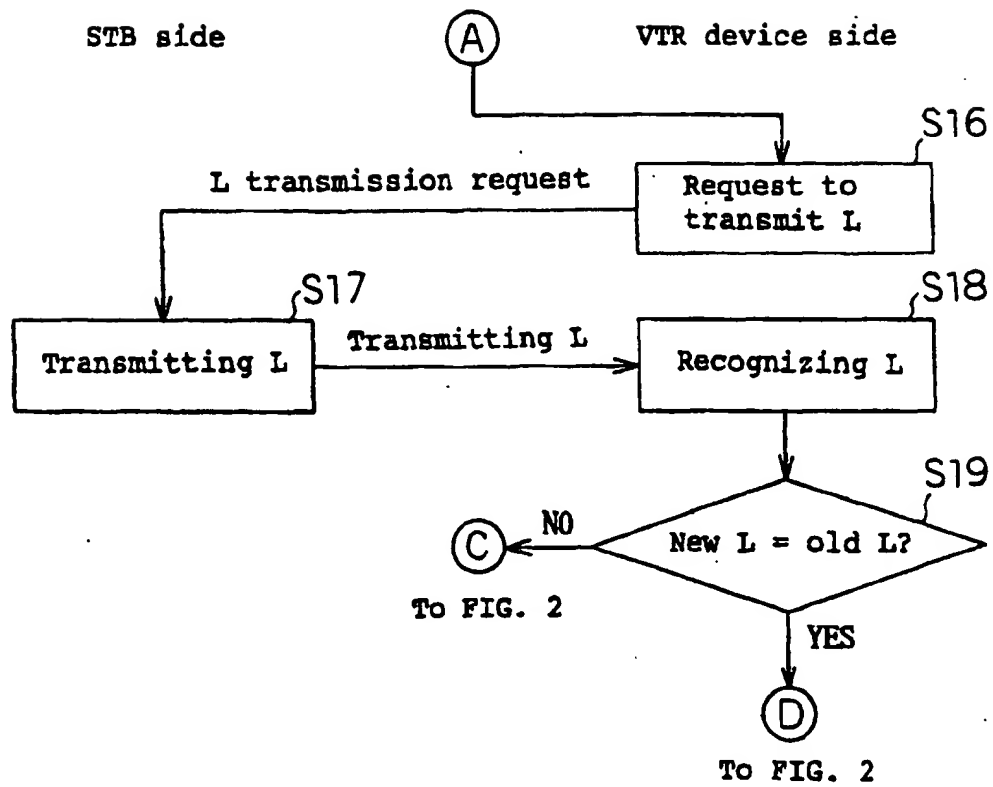 STB side
A
VTR device side
S16
L transmission request
Request to
transmit L
S17
S18
Transmitting L
Transmitting L
Recognizing L
S19
New L = old L?
NO
C
To FIG. 2
YES
D
To FIG. 2